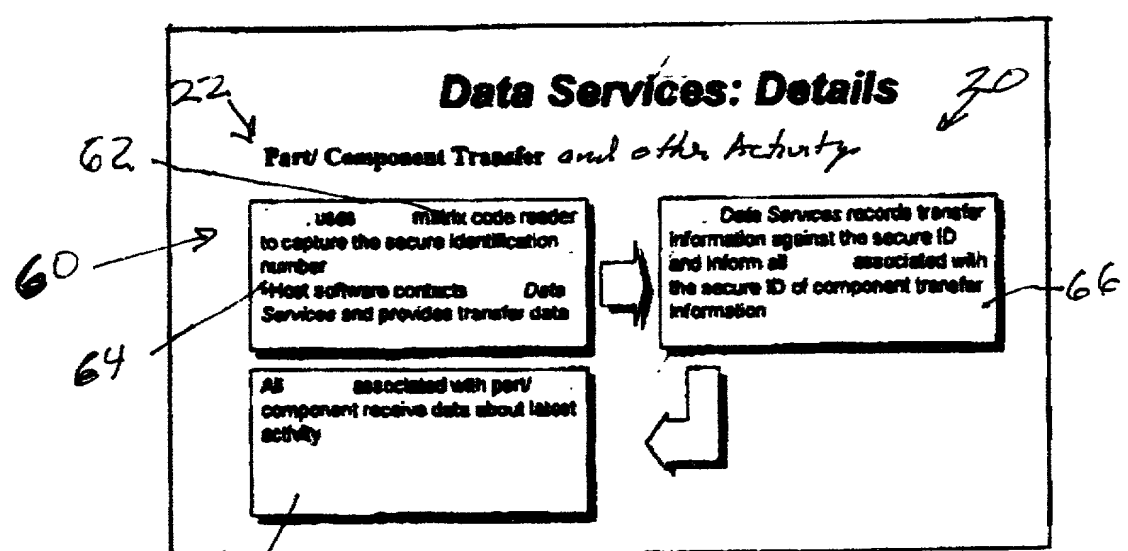 Data Services: Details
22
20
62
Part/ Component Transfer and other Activity
uses matrix code reader
to capture the secure identification
number
*Host software contacts Data
Services and provides transfer data
60
64
Data Services records transfer
information against the secure ID
and inform all associated with
the secure ID of component transfer
information
66
All associated with part/
component receive data about latest
activity